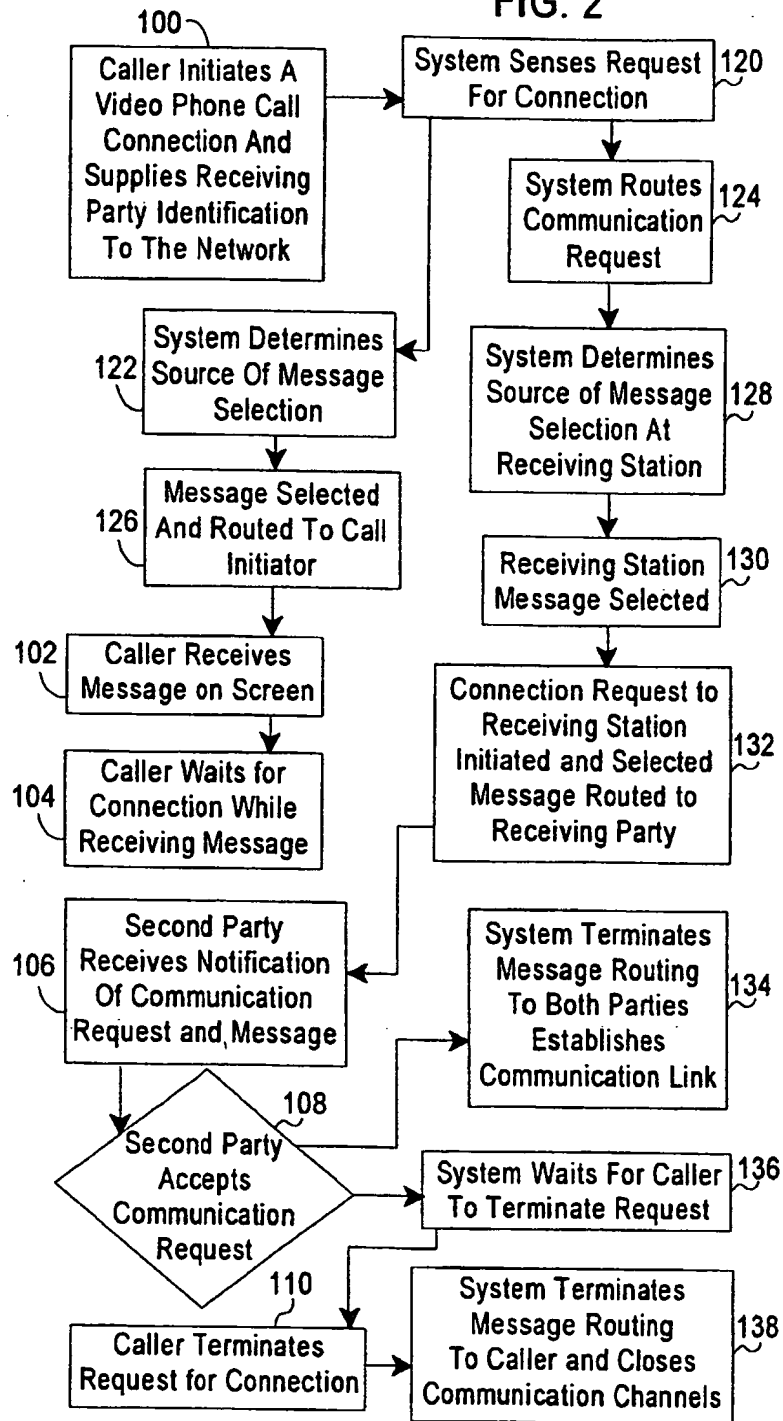 FIG. 2
100
Caller Initiates A
Video Phone Call
Connection And
Supplies Receiving
Party Identification
To The Network
System Senses Request
For Connection
120
System Routes
Communication
Request
124
System Determines
Source Of Message
Selection
122
System Determines
Source of Message
Selection At
Receiving Station
128
Message Selected
And Routed To Call
Initiator
126
Receiving Station
Message Selected
130
102
Caller Receives
Message on Screen
Connection Request to
Receiving Station
Initiated and Selected
Message Routed to
Receiving Party
132
104
Caller Waits for
Connection While
Receiving Message
106
Second Party
Receives Notification
Of Communication
Request and Message
System Terminates
Message Routing
To Both Parties
Establishes
Communication Link
134
108
Second Party
Accepts
Communication
Request
System Waits For Caller
To Terminate Request
136
110
Caller Terminates
Request for Connection
System Terminates
Message Routing
To Caller and Closes
Communication Channels
138